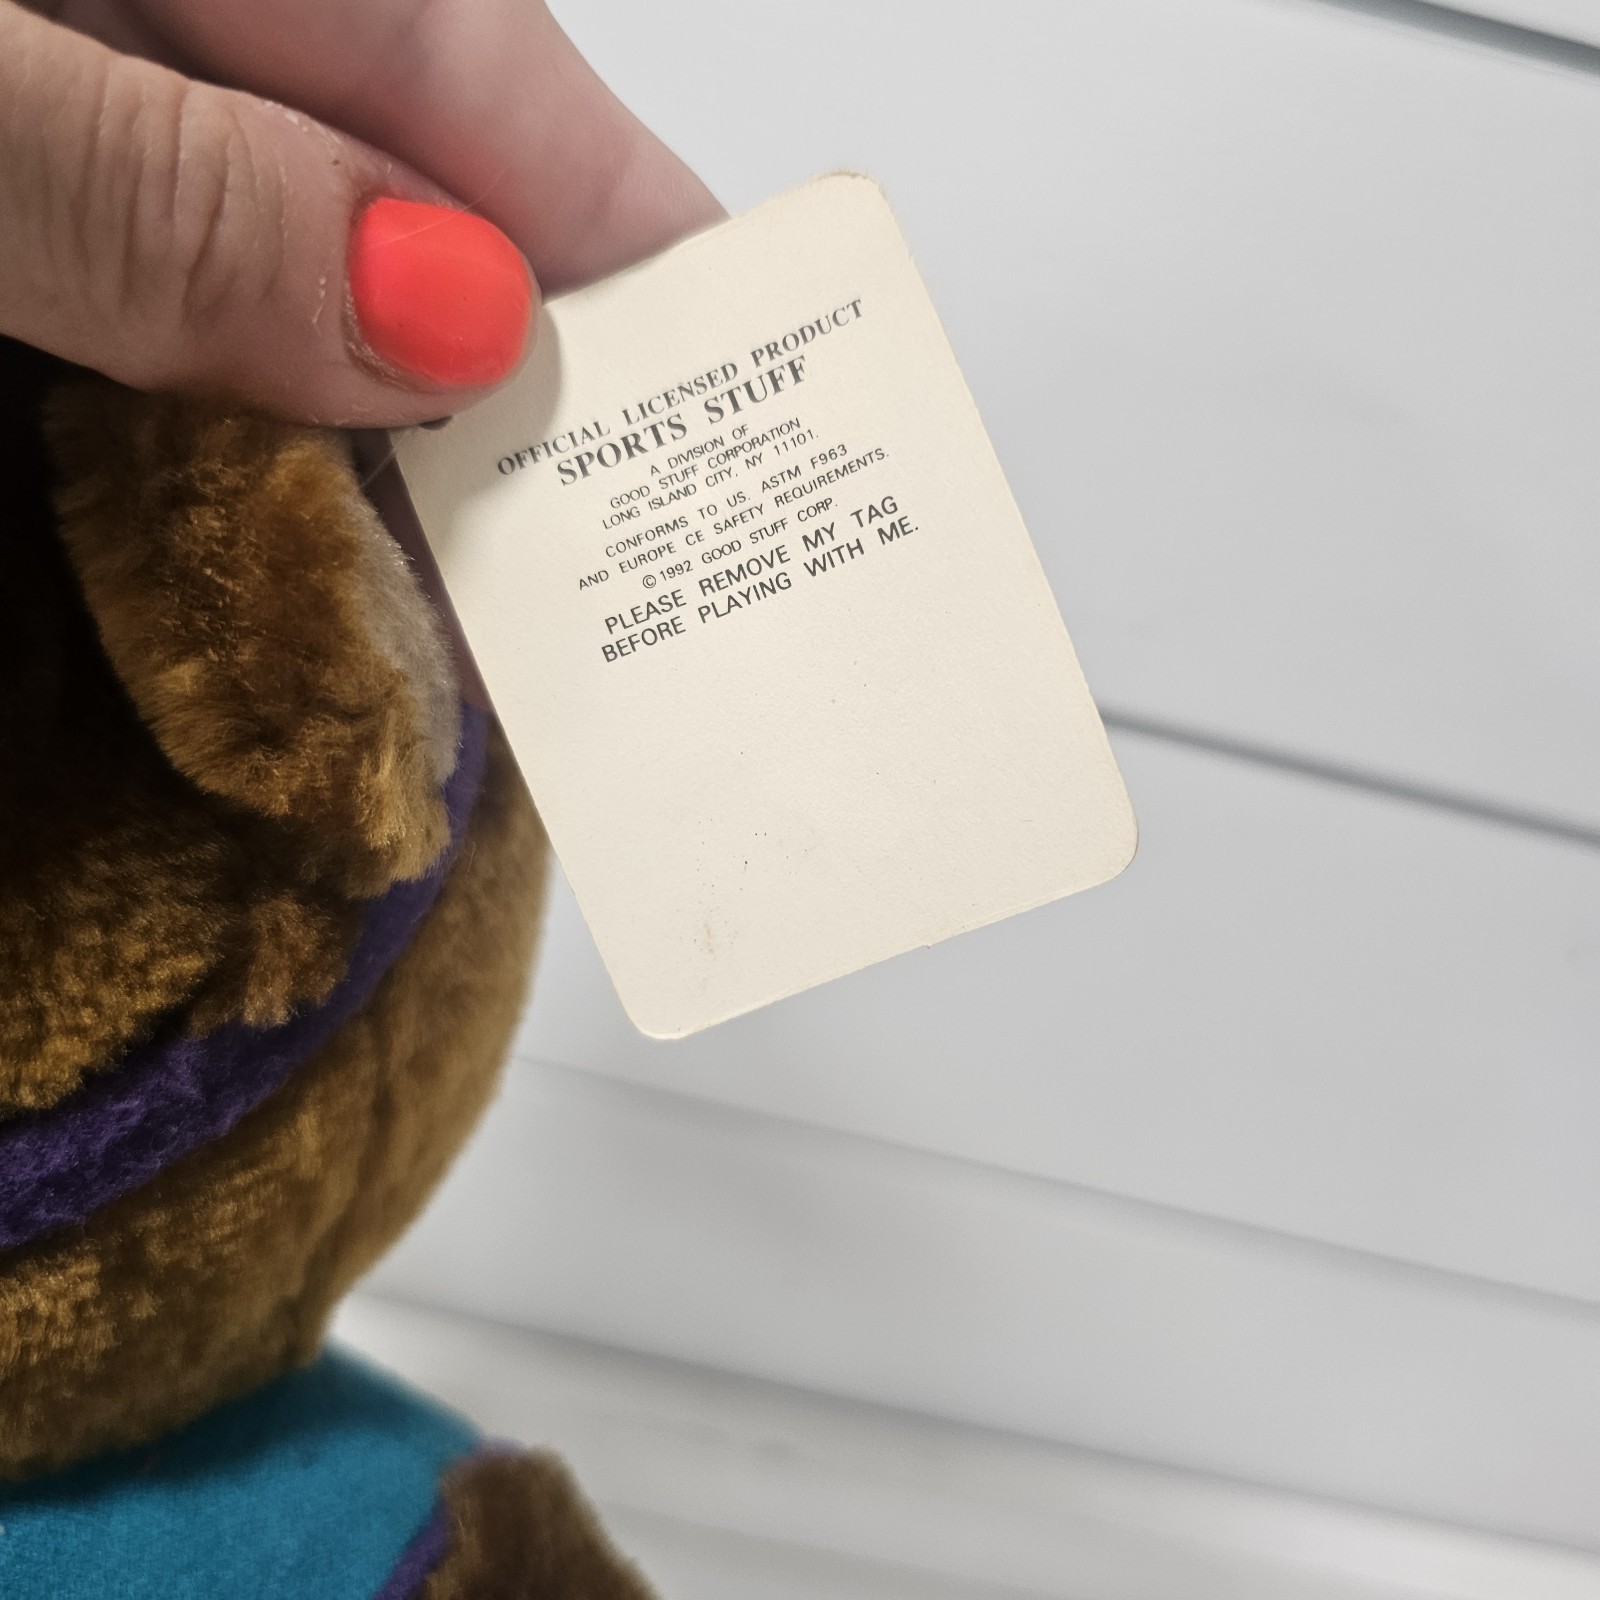 OFFICIAL LICENSED PRODUCT
SPORTS STUFF
A DIVISION OF
GOOD STUFF CORPORATION
LONG ISLAND CITY, NY 11101.
CONFORMS TO US. ASTM F963
AND EUROPE CE SAFETY REQUIREMENTS.
© 1992 GOOD STUFF CORP.
PLEASE REMOVE MY TAG
BEFORE PLAYING WITH ME.